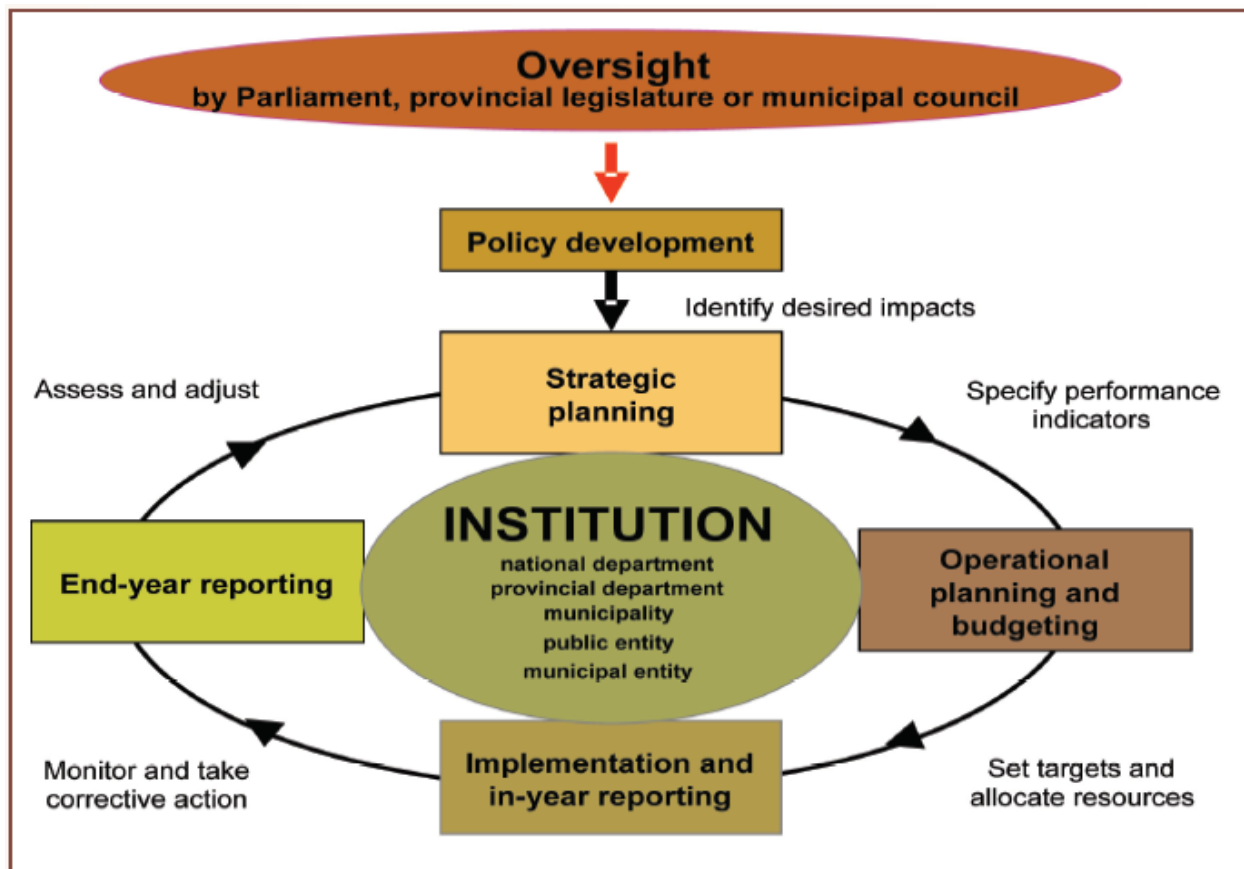 Oversight
by Parliament, provincial legislature or municipal council
Policy development
Identify desired impacts
Strategic
planning
Assess and adjust
Specify performance
indicators
INSTITUTION
national department
provincial department
municipality
public entity
municipal entity
End-year reporting
Operational
planning and
budgeting
Implementation and
in-year reporting
Monitor and take
corrective action
Set targets and
allocate resources